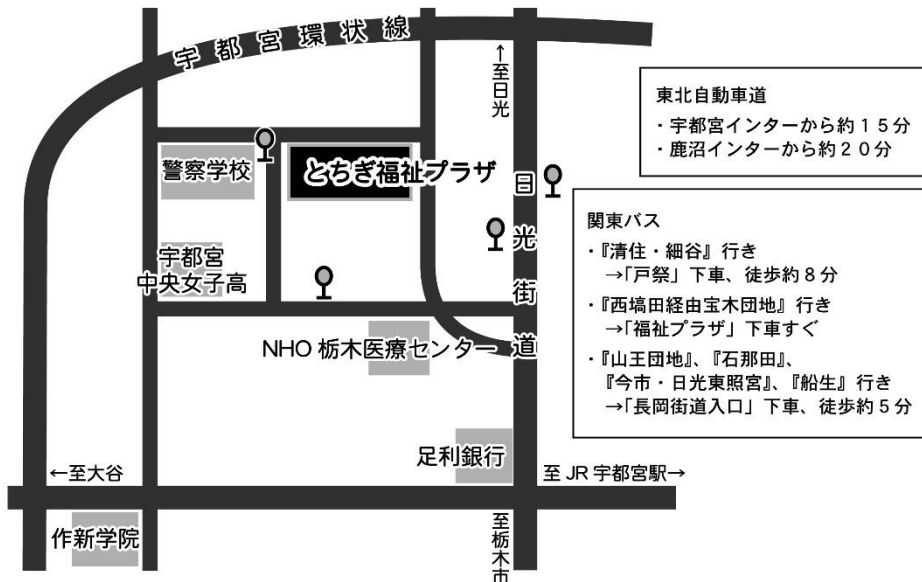 宇都宮環状線
↑至日光
東北自動車道
・宇都宮インターから約15分
・鹿沼インターから約20分
警察学校
とちぎ福祉プラザ
日光街道
宇都宮
中央女子高
関東バス
・『清住・細谷』行き
→「戸祭」下車、徒歩約8分
・『西塙田経由宝木団地』行き
→「福祉プラザ」下車すぐ
・『山王団地』、『石那田』、
『今市・日光東照宮』、『船生』行き
→「長岡街道入口」下車、徒歩約5分
NHO 栃木医療センター
足利銀行
←至大谷
至 JR 宇都宮駅→
作新学院
至栃木市